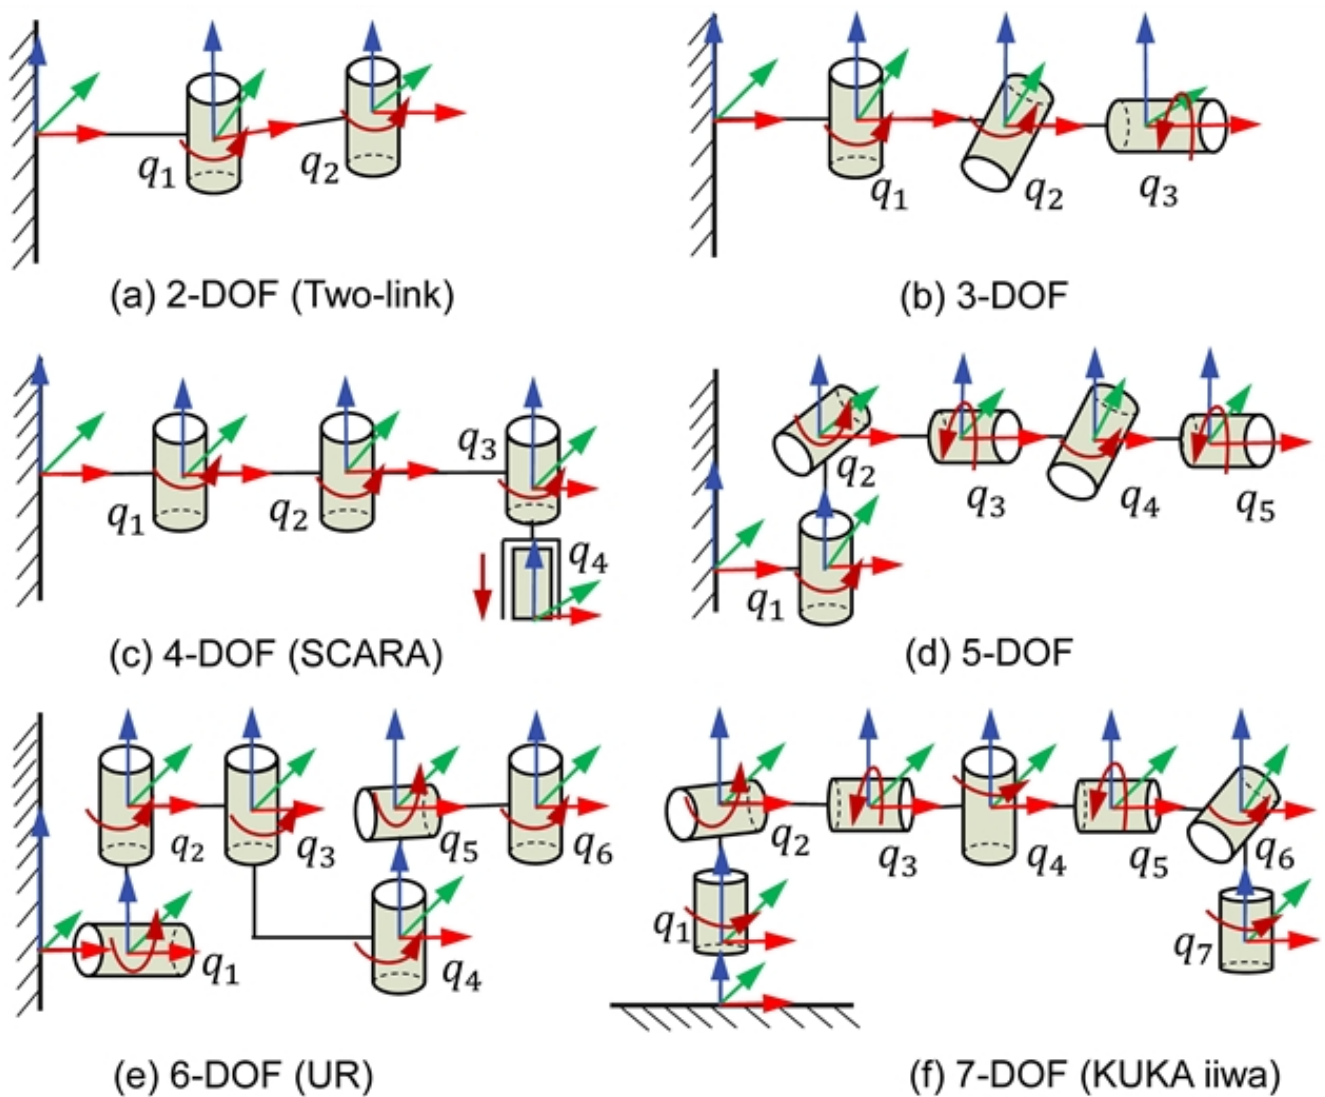 q₁
q₂
(a) 2-DOF (Two-link)
q₁
q₂
q₃
(b) 3-DOF
q₁
q₂
q₃
q₄
(c) 4-DOF (SCARA)
q₁
q₂
q₃
q₄
q₅
(d) 5-DOF
q₁
q₂
q₃
q₄
q₅
q₆
(e) 6-DOF (UR)
q₁
q₂
q₃
q₄
q₅
q₆
q₇
(f) 7-DOF (KUKA iiwa)